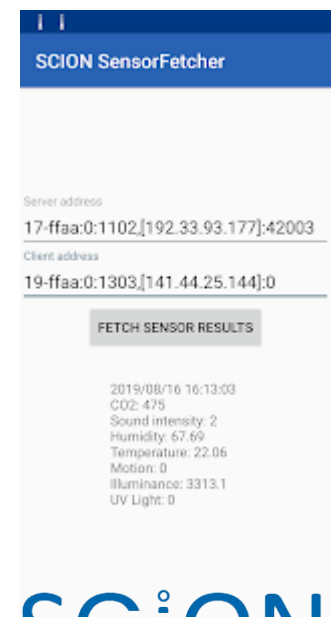 SCION SensorFetcher
Server address
17-ffaa:0:1102,[192.33.93.177]:42003
Client address
19-ffaa:0:1303,[141.44.25.144]:0
FETCH SENSOR RESULTS
2019/08/16 16:13:03
CO2: 475
Sound intensity: 2
Humidity: 67.69
Temperature: 22.06
Motion: 0
Illuminance: 3313.1
UV Light: 0
SCiON